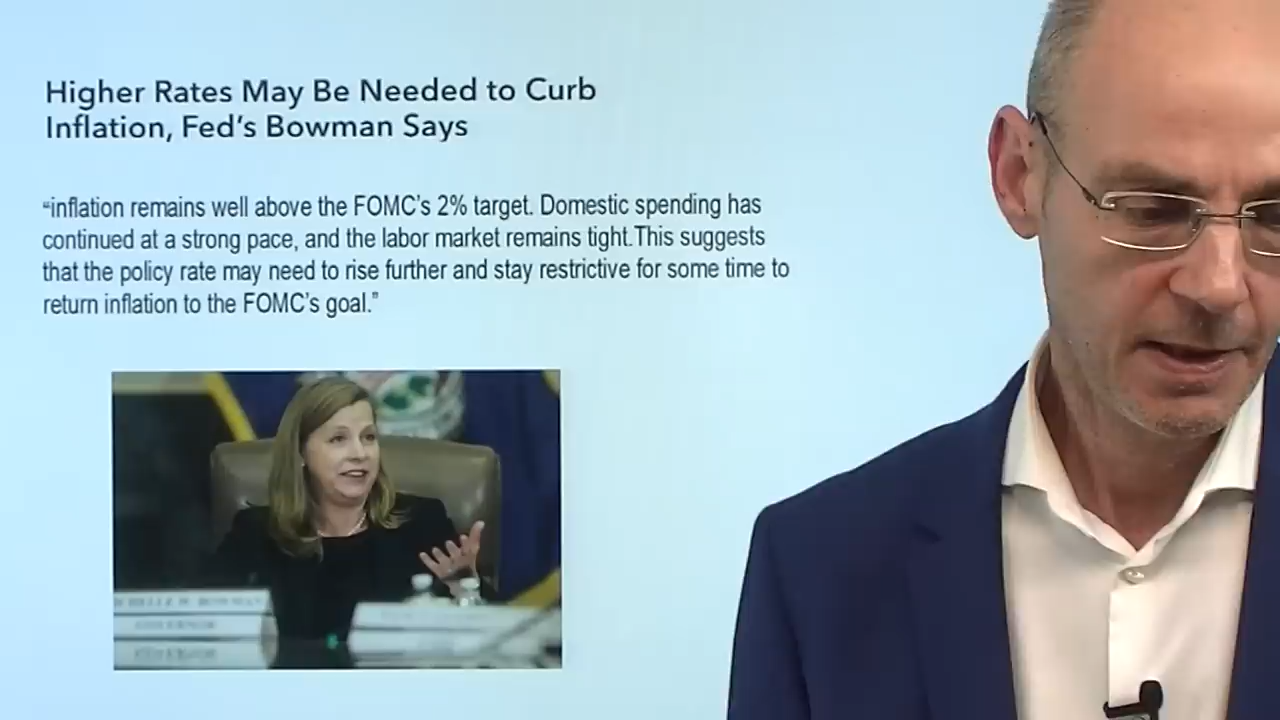 Higher Rates May Be Needed to Curb
Inflation, Fed's Bowman Says
“inflation remains well above the FOMC's 2% target. Domestic spending has
continued at a strong pace, and the labor market remains tight.This suggests
that the policy rate may need to rise further and stay restrictive for some time to
return inflation to the FOMC's goal.”
BOWMAN
GOVERNOR